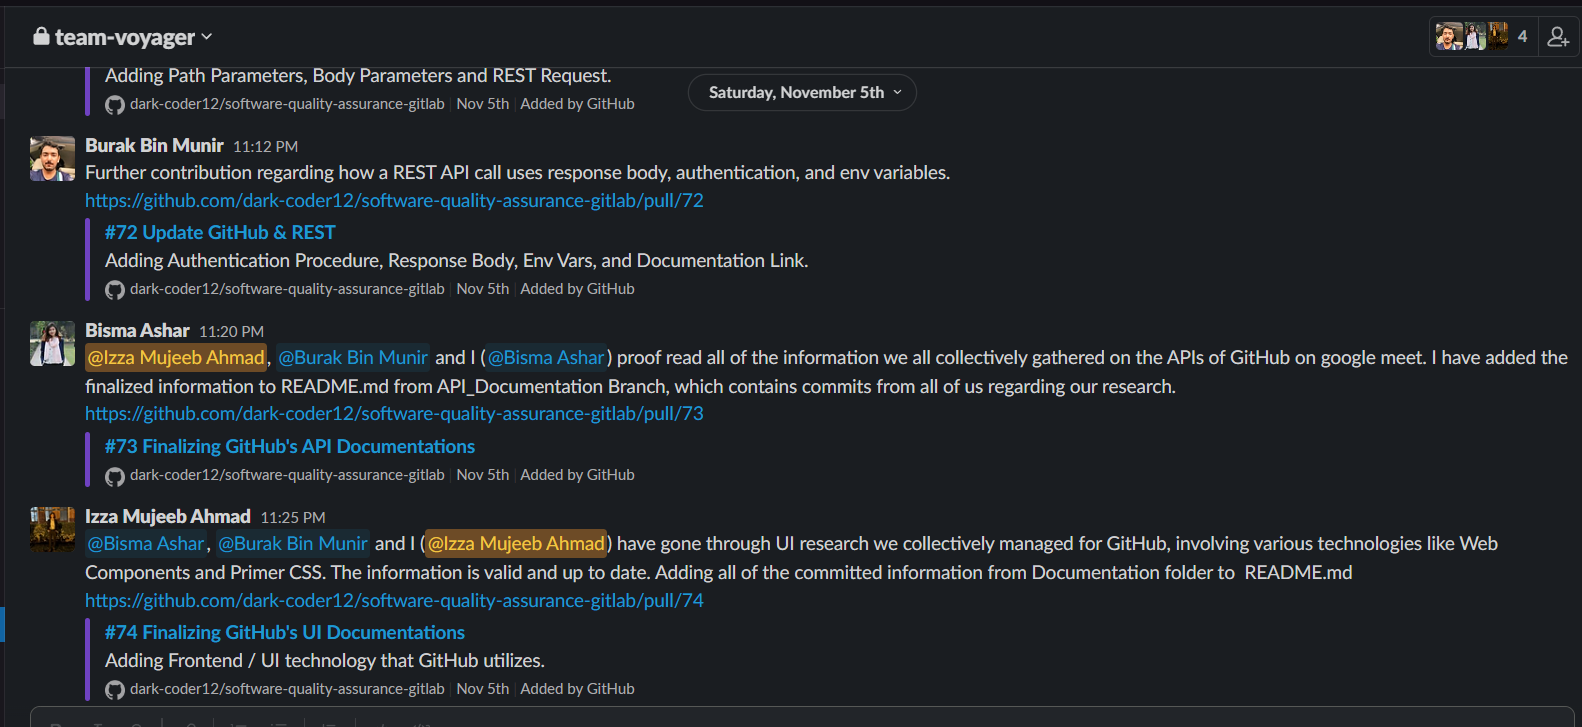 team-voyager
4
Adding Path Parameters, Body Parameters and REST Request.
dark-coder12/software-quality-assurance-gitlab | Nov 5th | Added by GitHub
Saturday, November 5th
Burak Bin Munir 11:12 PM
Further contribution regarding how a REST API call uses response body, authentication, and env variables.
https://github.com/dark-coder12/software-quality-assurance-gitlab/pull/72
#72 Update GitHub & REST
Adding Authentication Procedure, Response Body, Env Vars, and Documentation Link.
dark-coder12/software-quality-assurance-gitlab | Nov 5th | Added by GitHub
Bisma Ashar 11:20 PM
@Izza Mujeeb Ahmad, @Burak Bin Munir and I (@Bisma Ashar) proof read all of the information we all collectively gathered on the APIs of GitHub on google meet. I have added the
finalized information to README.md from API_Documentation Branch, which contains commits from all of us regarding our research.
https://github.com/dark-coder12/software-quality-assurance-gitlab/pull/73
#73 Finalizing GitHub's API Documentations
dark-coder12/software-quality-assurance-gitlab | Nov 5th | Added by GitHub
Izza Mujeeb Ahmad 11:25 PM
@Bisma Ashar, @Burak Bin Munir and I (@Izza Mujeeb Ahmad) have gone through UI research we collectively managed for GitHub, involving various technologies like Web
Components and Primer CSS. The information is valid and up to date. Adding all of the committed information from Documentation folder to README.md
https://github.com/dark-coder12/software-quality-assurance-gitlab/pull/74
#74 Finalizing GitHub's UI Documentations
Adding Frontend / UI technology that GitHub utilizes.
dark-coder12/software-quality-assurance-gitlab | Nov 5th | Added by GitHub